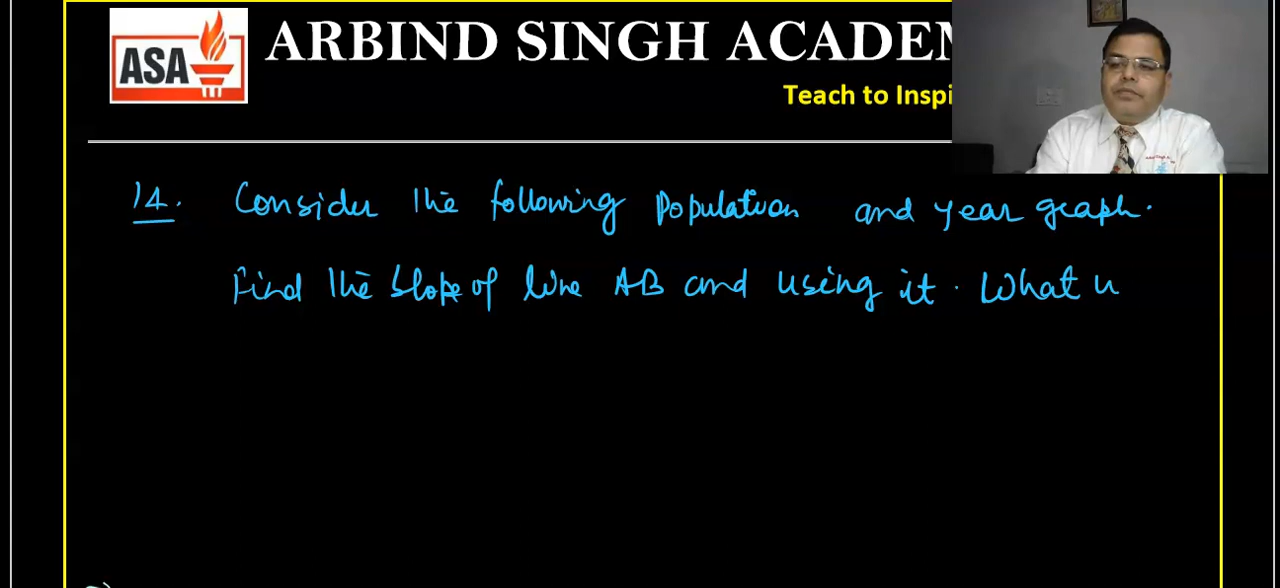 ASA
ARBIND SINGH ACADEM
Teach to Inspi
14. Consider the following population and year graph.
Find the slope of line AB and using it. What